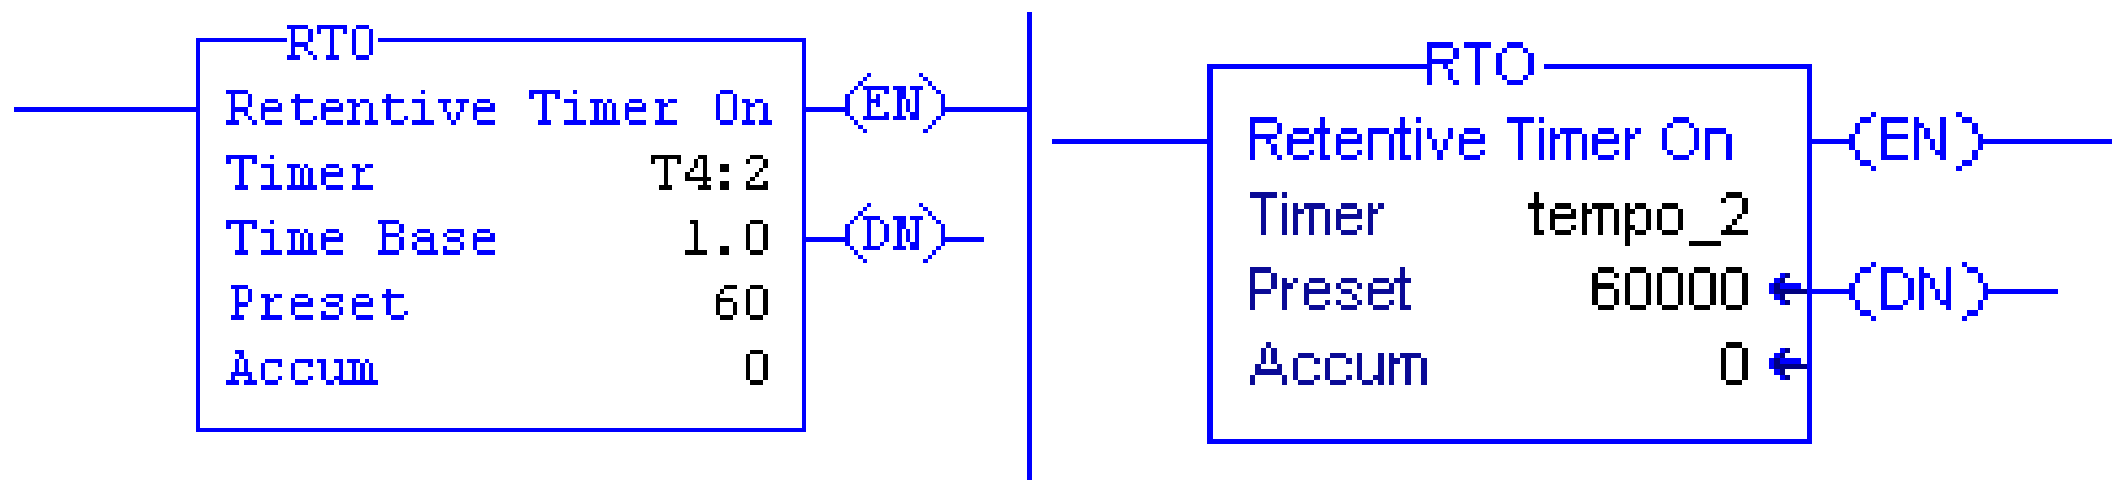 RTO
Retentive Timer On
(EN)
Timer T4:2
Time Base 1.0
(DN)
Preset 60
Accum 0
RTO
Retentive Timer On
(EN)
Timer tempo_2
Preset 60000
(DN)
Accum 0